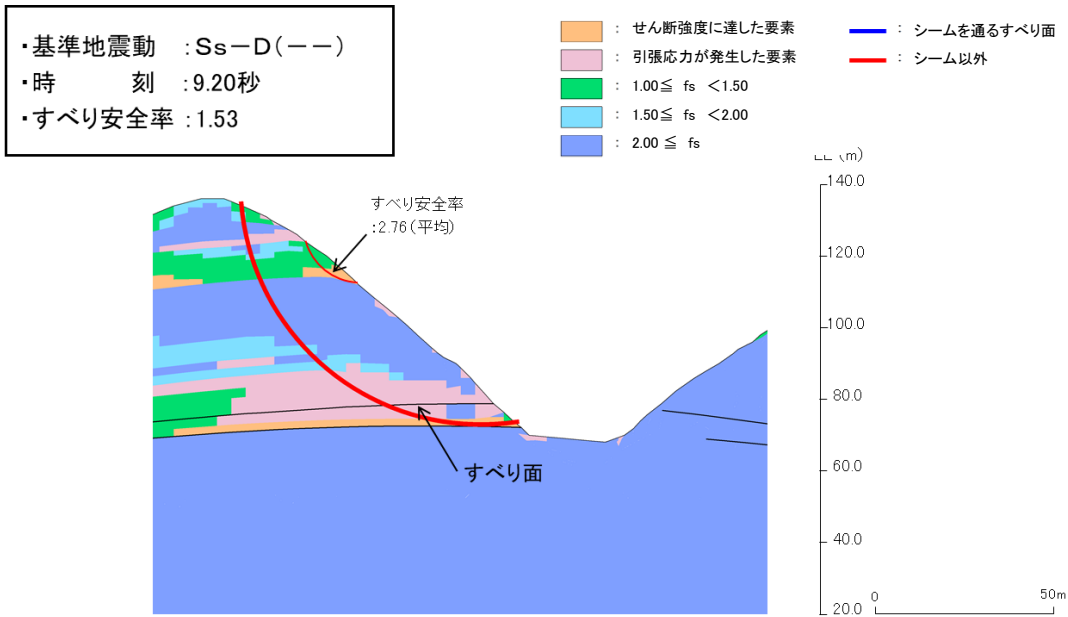 ・基準地震動 :Ss－D(－－)
・時 刻 :9.20秒
・すべり安全率 :1.53
: せん断強度に達した要素
: 引張応力が発生した要素
: 1.00≦ fs <1.50
: 1.50≦ fs <2.00
: 2.00 ≦ fs
: シームを通るすべり面
: シーム以外
すべり安全率
:2.76(平均)
すべり面
(m)
140.0
120.0
100.0
80.0
60.0
40.0
20.0
0
50m